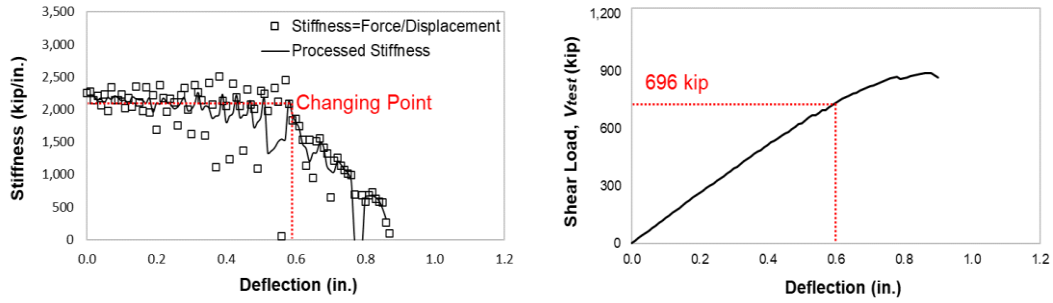 3,500
3,000
2,500
2,000
1,500
1,000
500
0
Stiffness (kip/in.)
Stiffness=Force/Displacement
Processed Stiffness
Changing Point
0.0 0.2 0.4 0.6 0.8 1.0 1.2
Deflection (in.)
1,200
900
600
300
0
Shear Load, Vtest (kip)
696 kip
0.0 0.2 0.4 0.6 0.8 1.0 1.2
Deflection (in.)